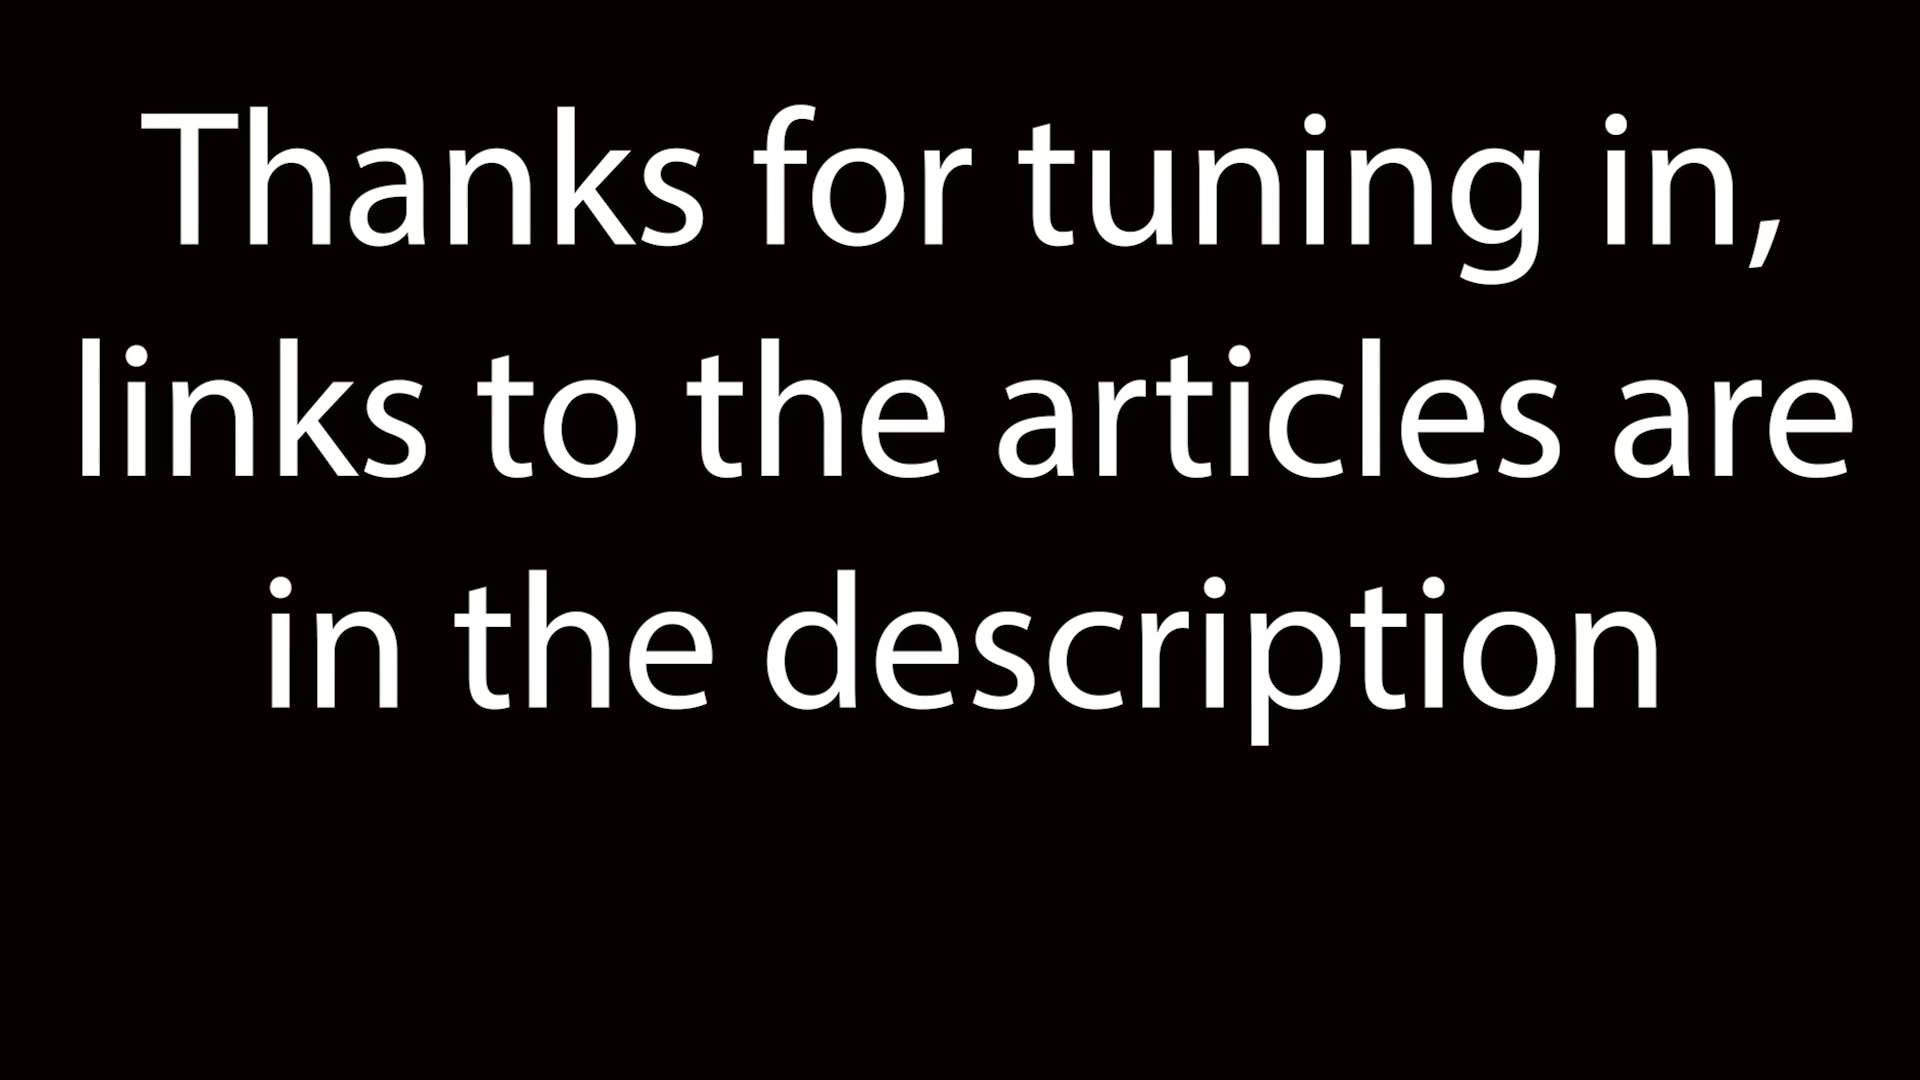 Thanks for tuning in,
links to the articles are
in the description